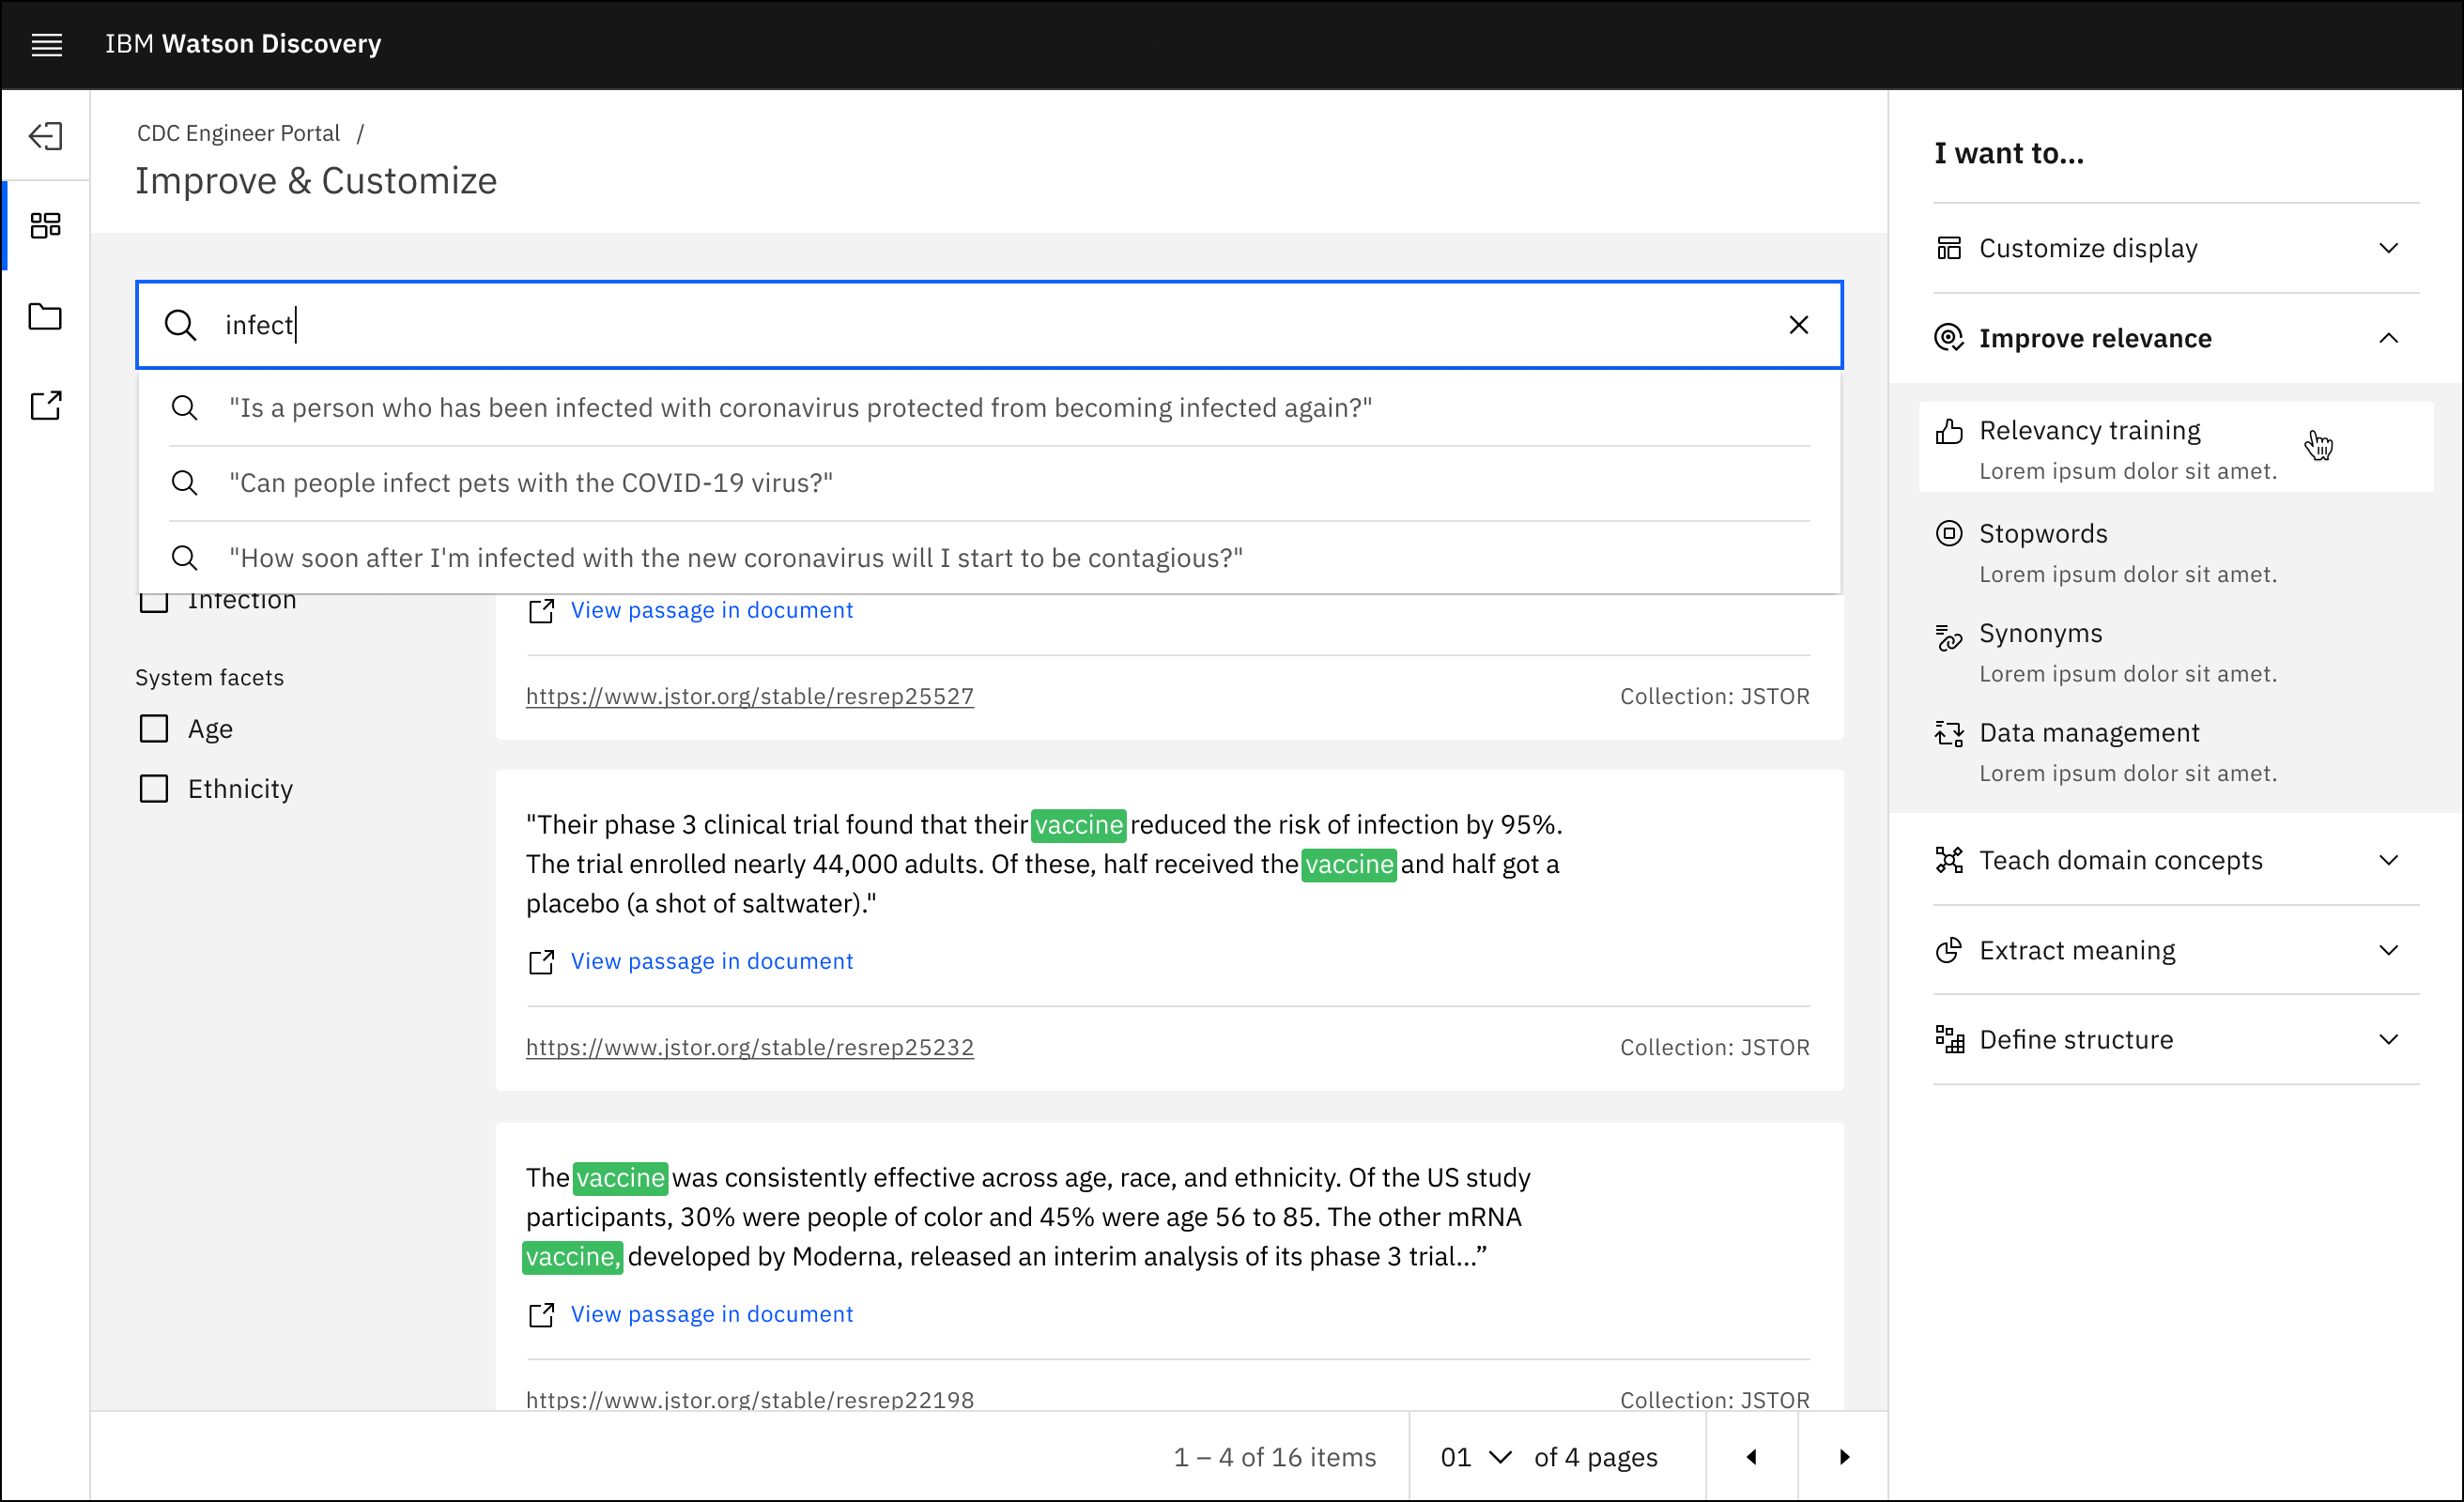 IBM Watson Discovery
CDC Engineer Portal /
Improve & Customize
infect
"Is a person who has been infected with coronavirus protected from becoming infected again?"
"Can people infect pets with the COVID-19 virus?"
"How soon after I'm infected with the new coronavirus will I start to be contagious?"
Infection
System facets
Age
Ethnicity
View passage in document
https://www.jstor.org/stable/resrep25527
Collection: JSTOR
"Their phase 3 clinical trial found that their vaccine reduced the risk of infection by 95%.
The trial enrolled nearly 44,000 adults. Of these, half received the vaccine and half got a
placebo (a shot of saltwater)."
View passage in document
https://www.jstor.org/stable/resrep25232
Collection: JSTOR
The vaccine was consistently effective across age, race, and ethnicity. Of the US study
participants, 30% were people of color and 45% were age 56 to 85. The other mRNA
vaccine, developed by Moderna, released an interim analysis of its phase 3 trial...”
View passage in document
https://www.jstor.org/stable/resrep22198
Collection: JSTOR
1 – 4 of 16 items
01 of 4 pages
I want to...
Customize display
Improve relevance
Relevancy training
Lorem ipsum dolor sit amet.
Stopwords
Lorem ipsum dolor sit amet.
Synonyms
Lorem ipsum dolor sit amet.
Data management
Lorem ipsum dolor sit amet.
Teach domain concepts
Extract meaning
Define structure